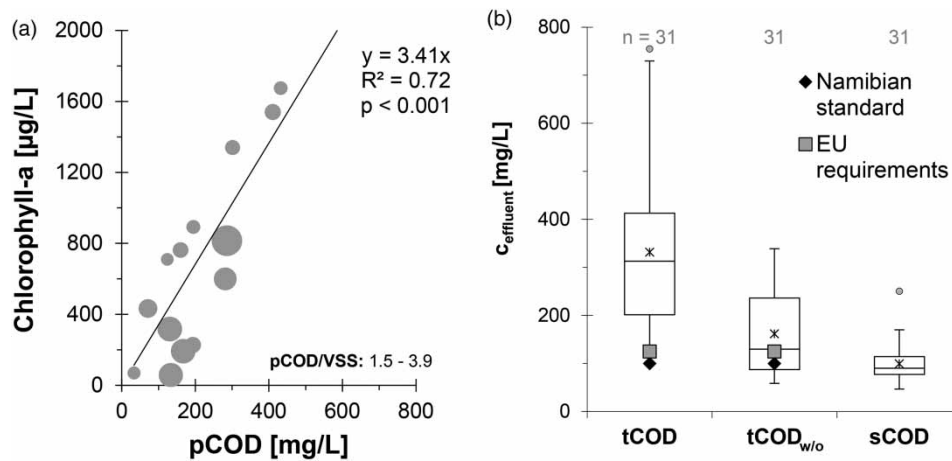 (a)
2000
1600
1200
800
400
0
Chlorophyll-a [µg/L]
y = 3.41x
R² = 0.72
p < 0.001
pCOD/VSS: 1.5 - 3.9
0 200 400 600 800
pCOD [mg/L]
(b)
800
600
400
200
0
c_effluent [mg/L]
n = 31 31 31
Namibian
standard
EU
requirements
tCOD tCOD_w/o sCOD